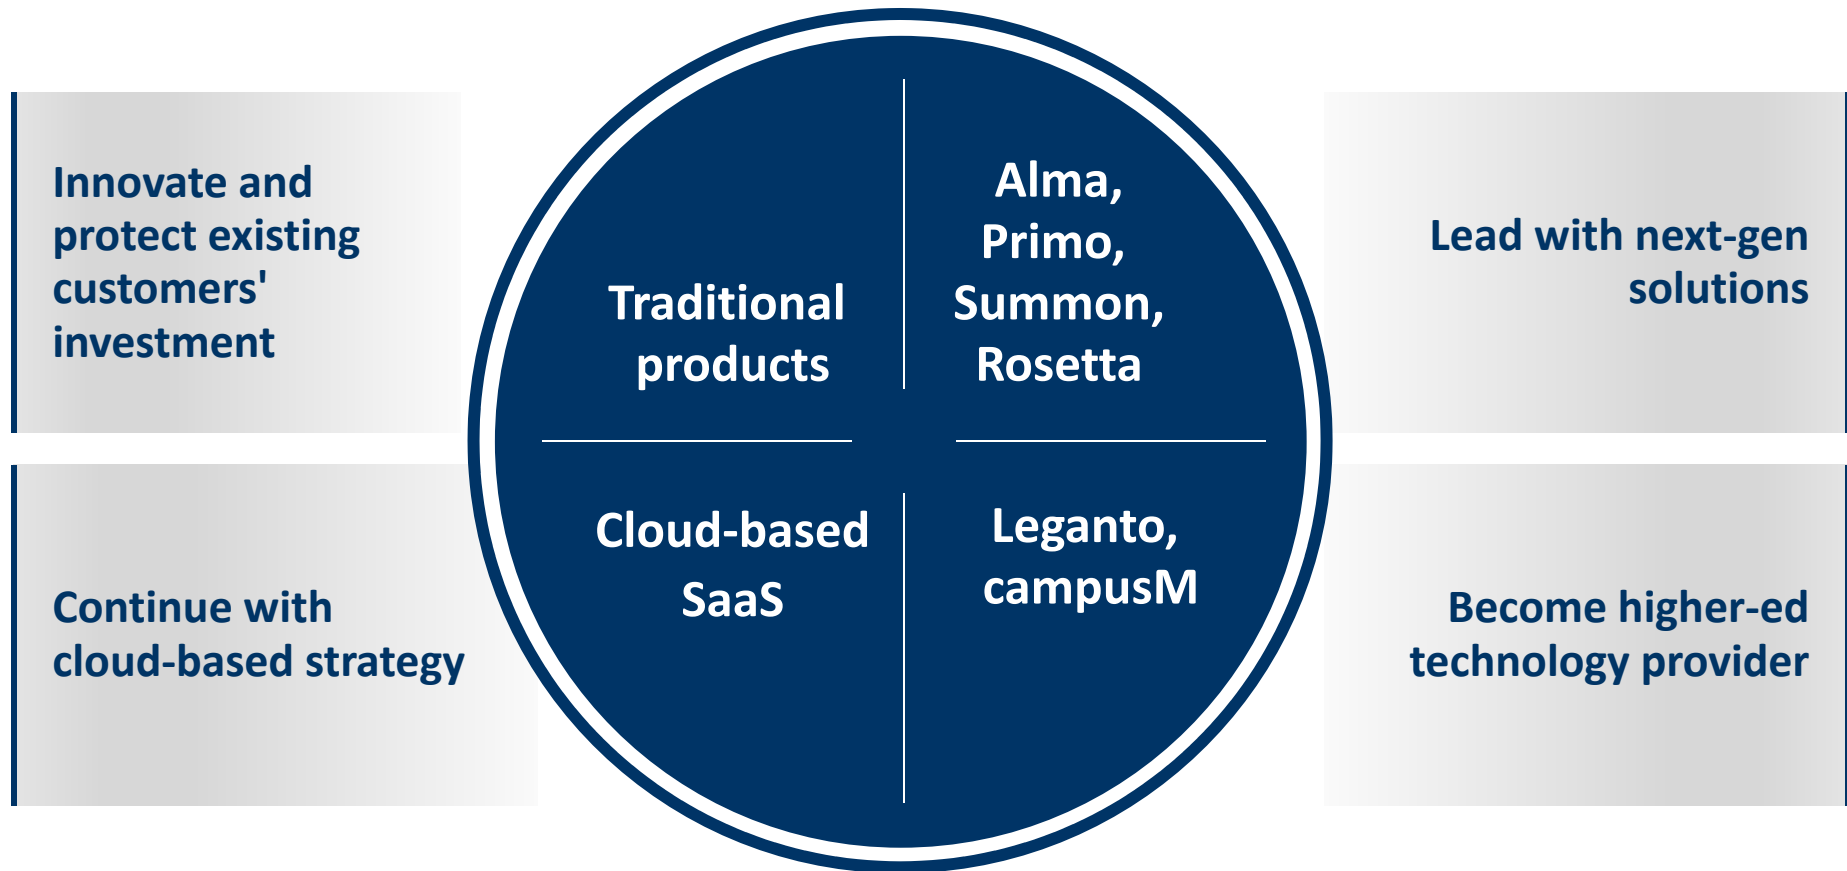 Innovate and
protect existing
customers'
investment
Traditional
products
Alma,
Primo,
Summon,
Rosetta
Lead with next-gen
solutions
Continue with
cloud-based strategy
Cloud-based
SaaS
Leganto,
campusM
Become higher-ed
technology provider